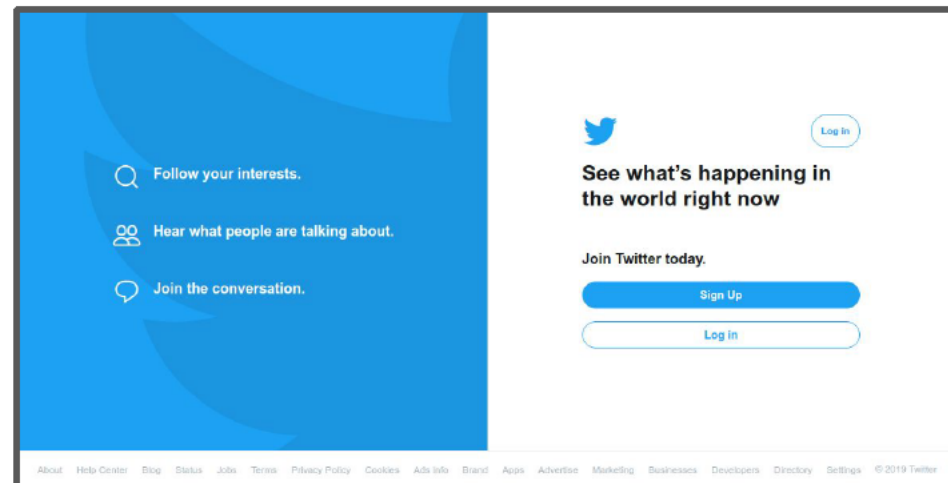 Follow your interests.
Hear what people are talking about.
Join the conversation.
Log in
See what's happening in
the world right now
Join Twitter today.
Sign Up
Log in
About Help Center Blog Status Jobs Terms Privacy Policy Cookies Ads info Brand Apps Advertise Marketing Businesses Developers Directory Settings © 2019 Twitter